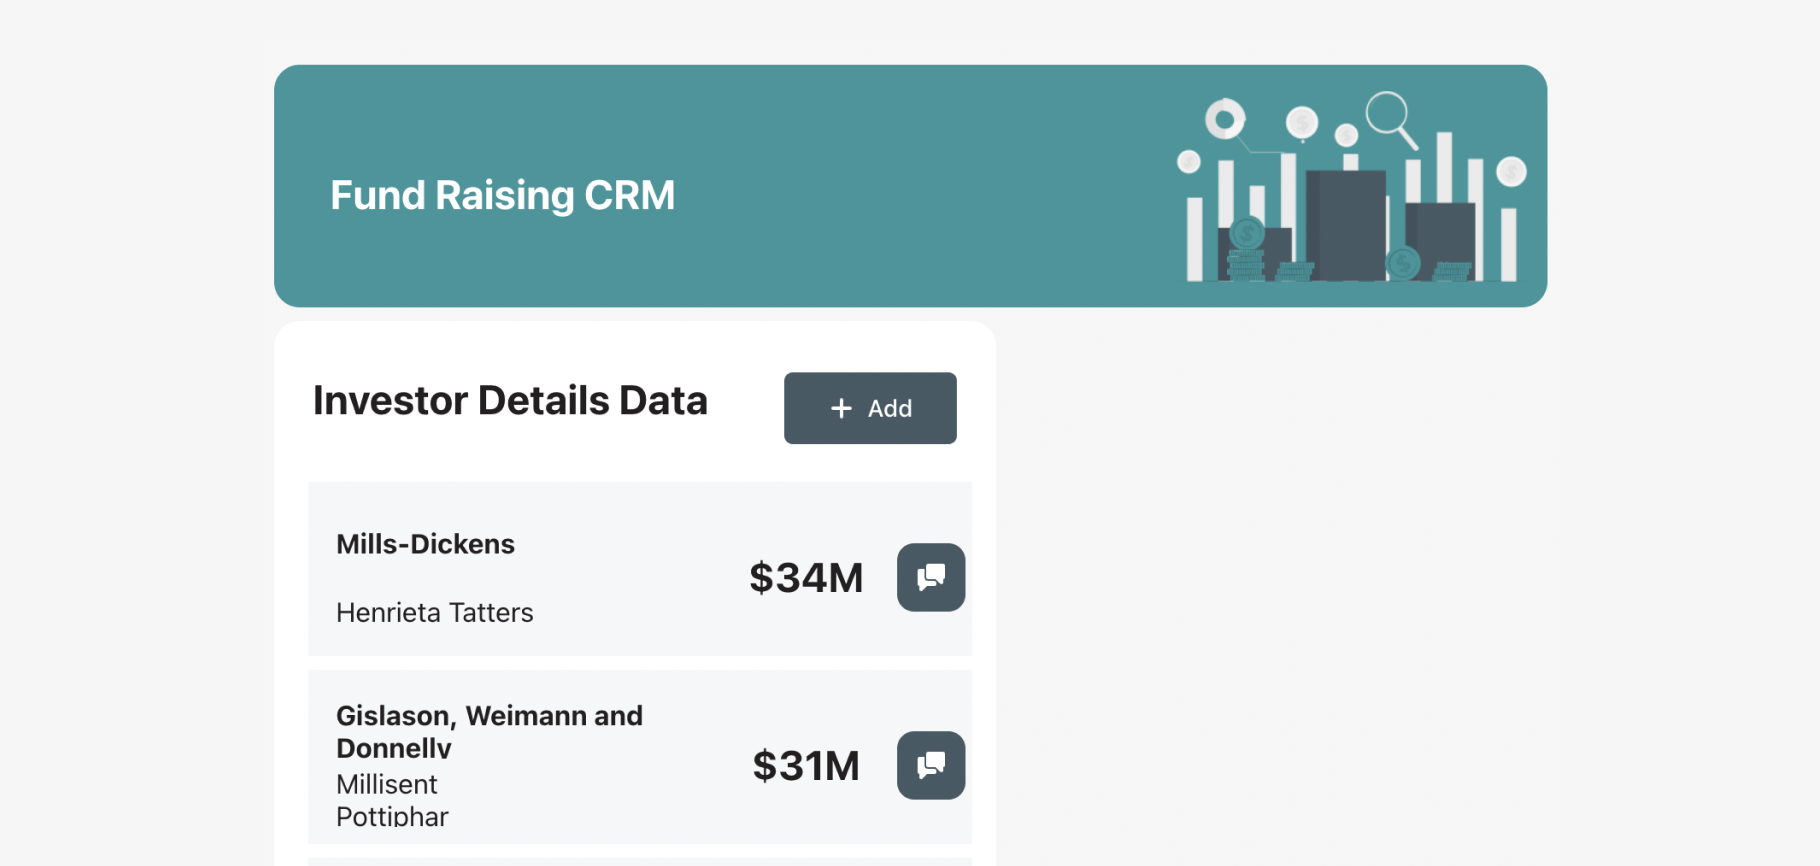 Fund Raising CRM
Investor Details Data
+ Add
Mills-Dickens
$34M
Henrieta Tatters
Gislason, Weimann and
Donnelly
$31M
Millisent
Pottiphar